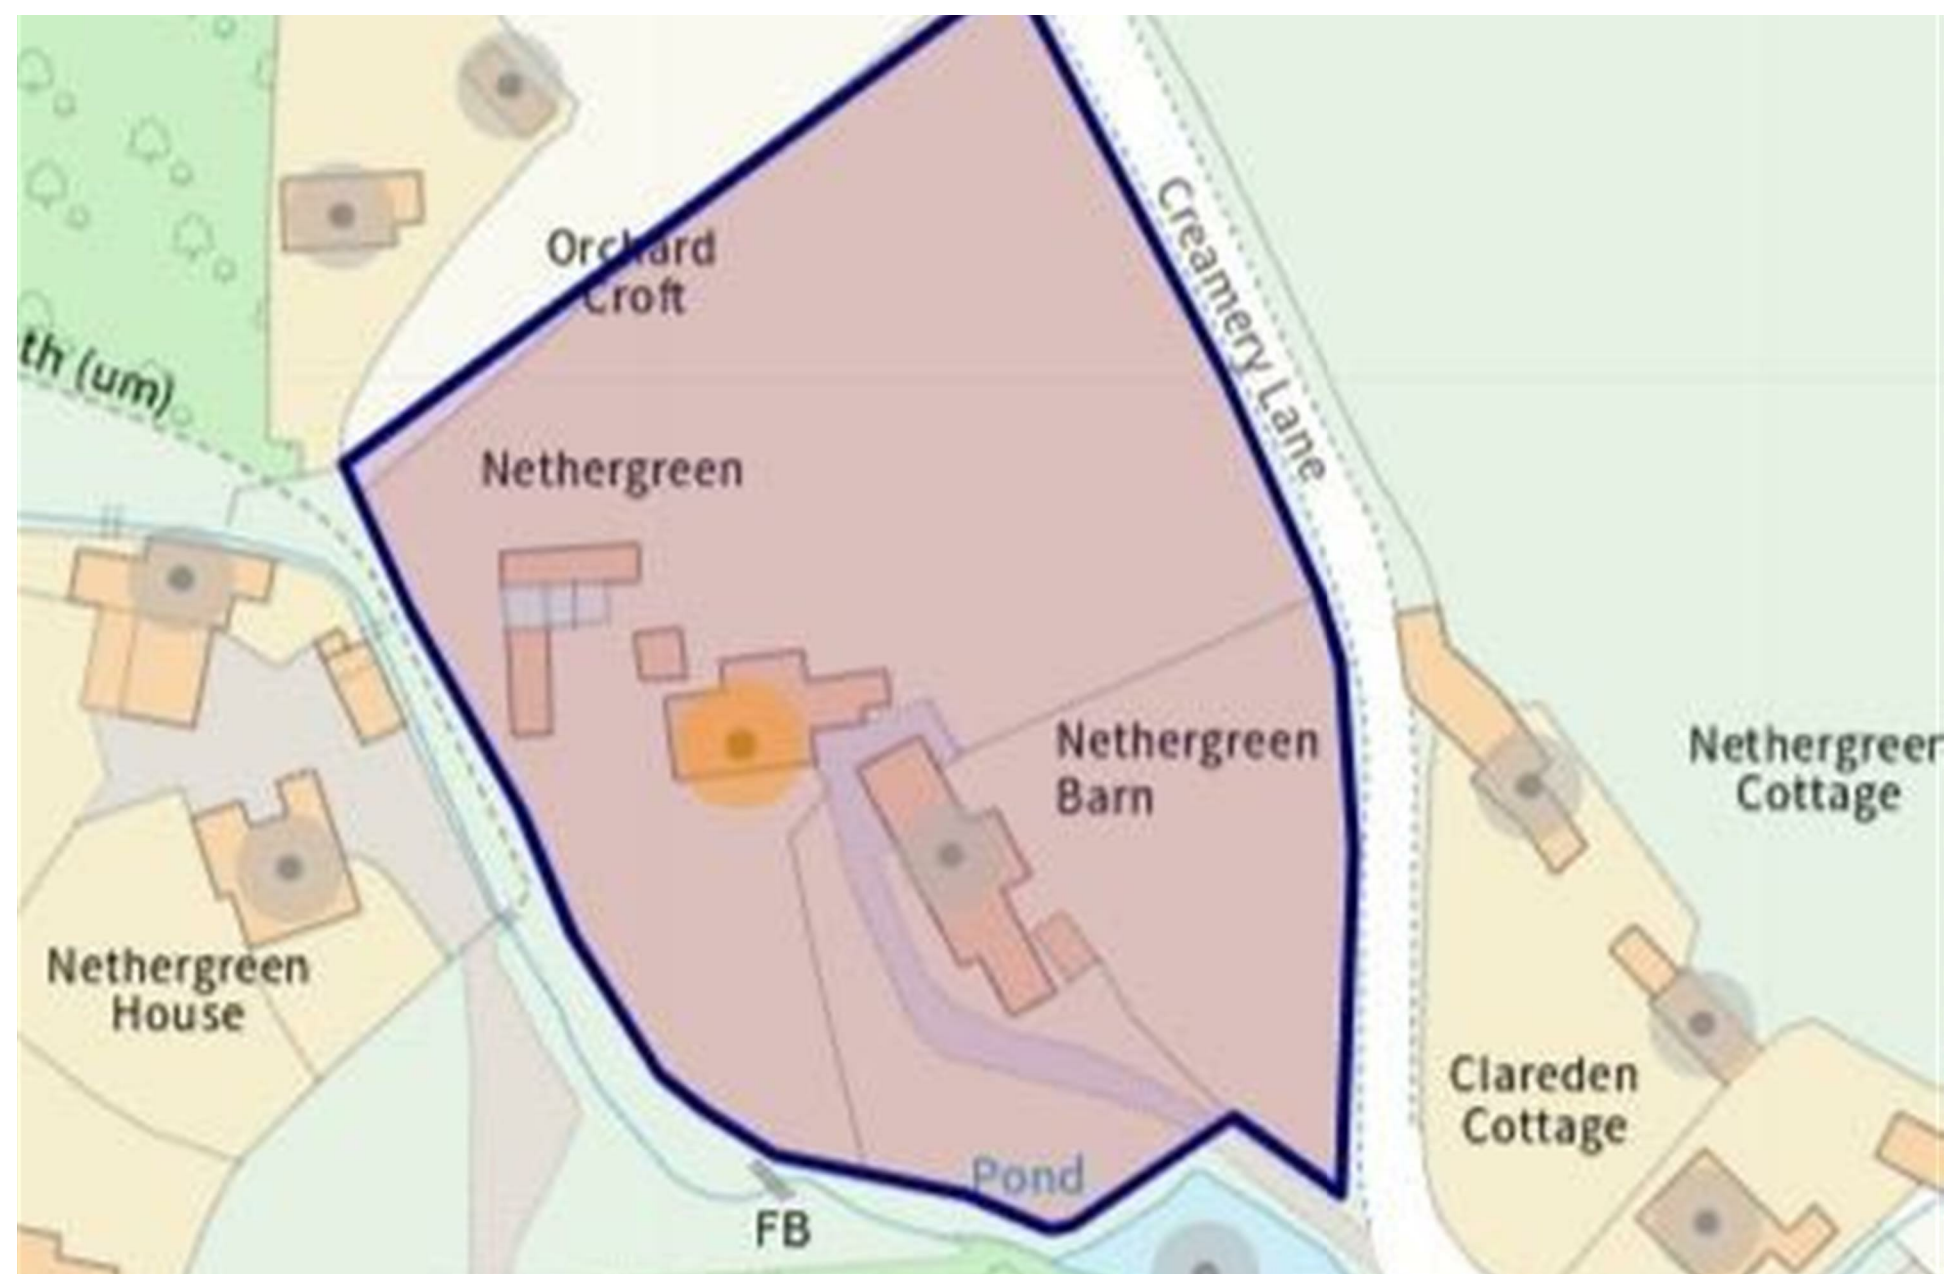 Orchard
Croft
Creamery Lane
th (um)
Nethergreen
Nethergreen
Barn
Nethergreen
Cottage
Nethergreen
House
Clareden
Cottage
Pond
FB